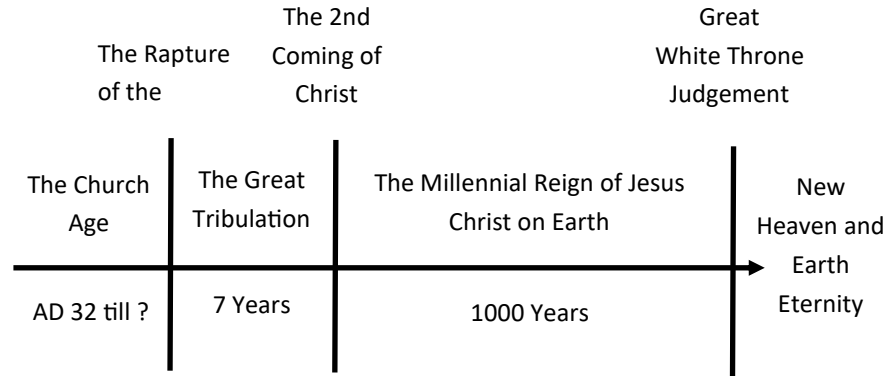 The Rapture
of the
The 2nd
Coming of
Christ
Great
White Throne
Judgement
The Church
Age
The Great
Tribulation
The Millennial Reign of Jesus
Christ on Earth
New
Heaven and
Earth
Eternity
AD 32 till ?
7 Years
1000 Years